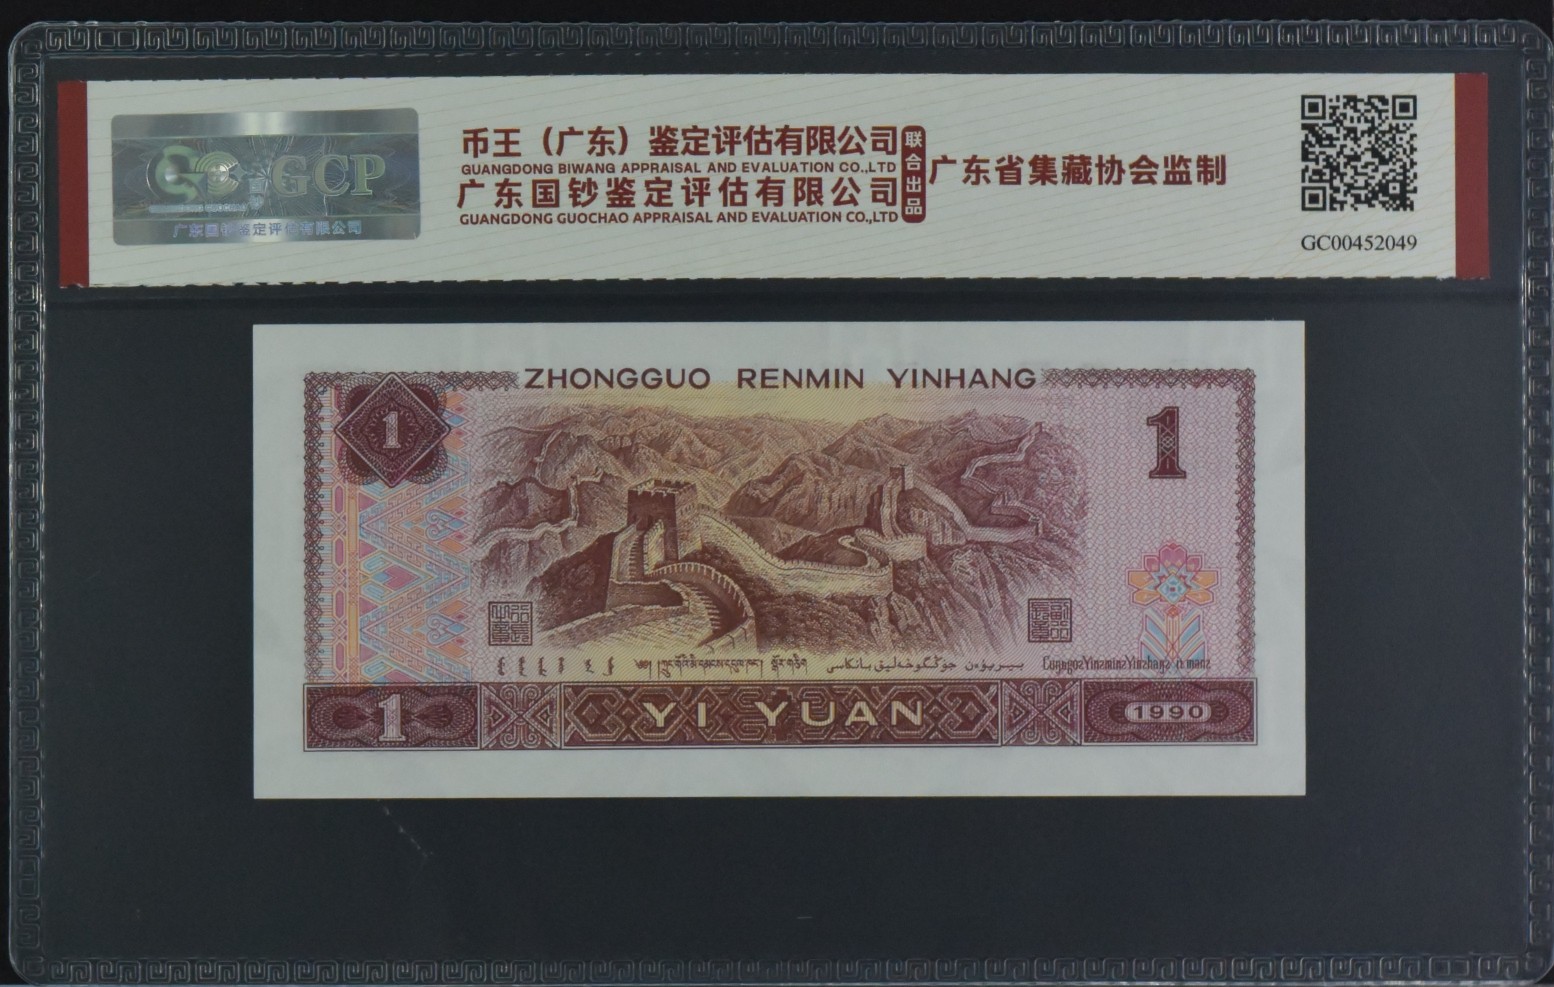 GCP
广东国钞鉴定评估有限公司
币王（广东）鉴定评估有限公司
GUANGDONG BIWANG APPRAISAL AND EVALUATION CO.,LTD
广东国钞鉴定评估有限公司
GUANGDONG GUOCHAO APPRAISAL AND EVALUATION CO.,LTD
联合出品
广东省集藏协会监制
GC00452049
ZHONGGUO RENMIN YINHANG
1
1
1
YI YUAN
1990